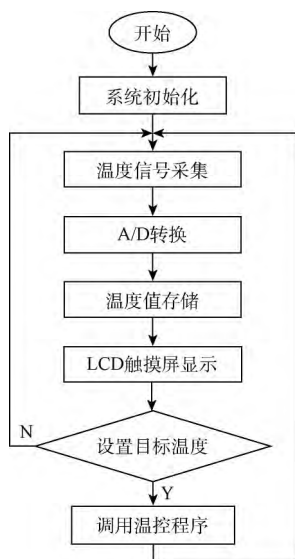 开始
系统初始化
温度信号采集
A/D转换
温度值存储
LCD触摸屏显示
N
设置目标温度
Y
调用温控程序